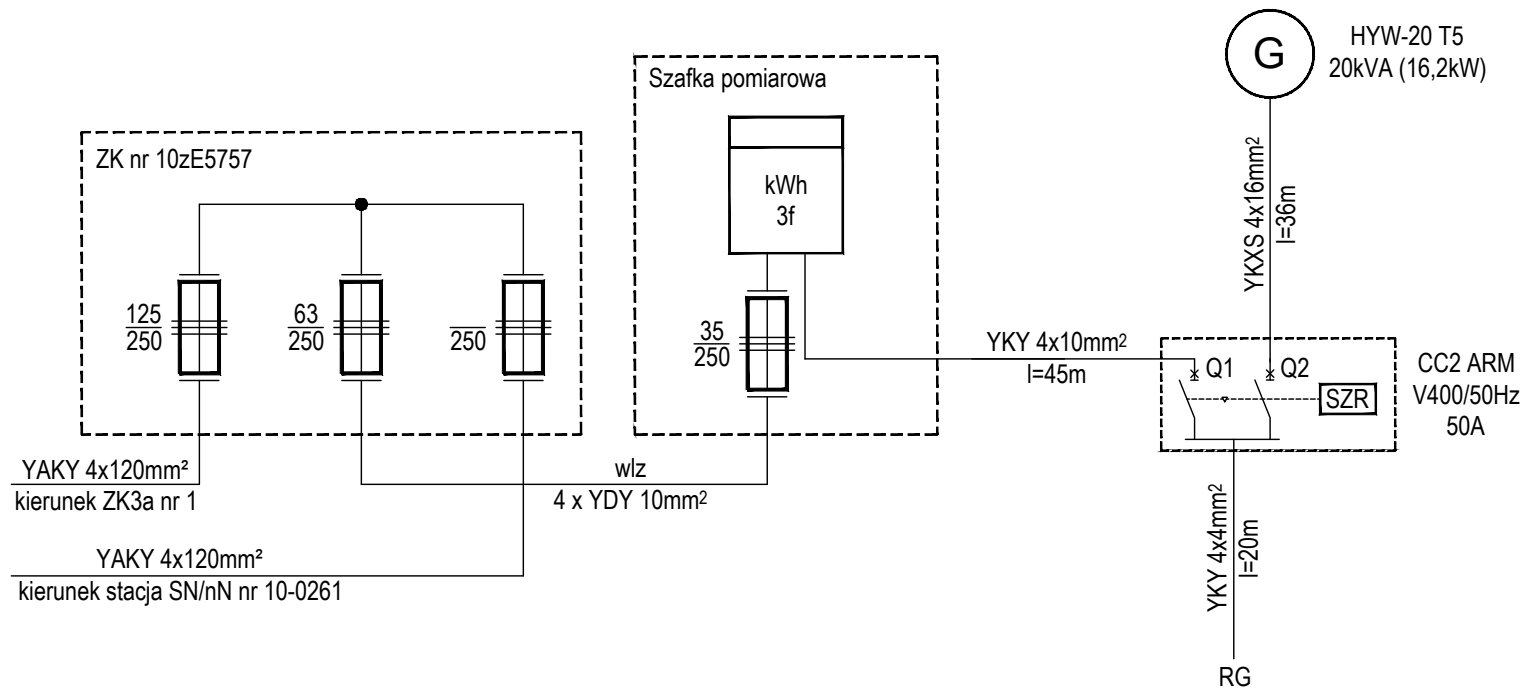 HYW-20 T5
20kVA (16,2kW)
G
Szafka pomiarowa
ZK nr 10zE5757
kWh
3f
YKXS 4x16mm²
l=36m
125
250
63
250
250
35
250
YKY 4x10mm²
l=45m
Q1
Q2
SZR
CC2 ARM
V400/50Hz
50A
YAKY 4x120mm²
kierunek ZK3a nr 1
wlz
4 x YDY 10mm²
YAKY 4x120mm²
kierunek stacja SN/nN nr 10-0261
YKY 4x4mm²
l=20m
RG